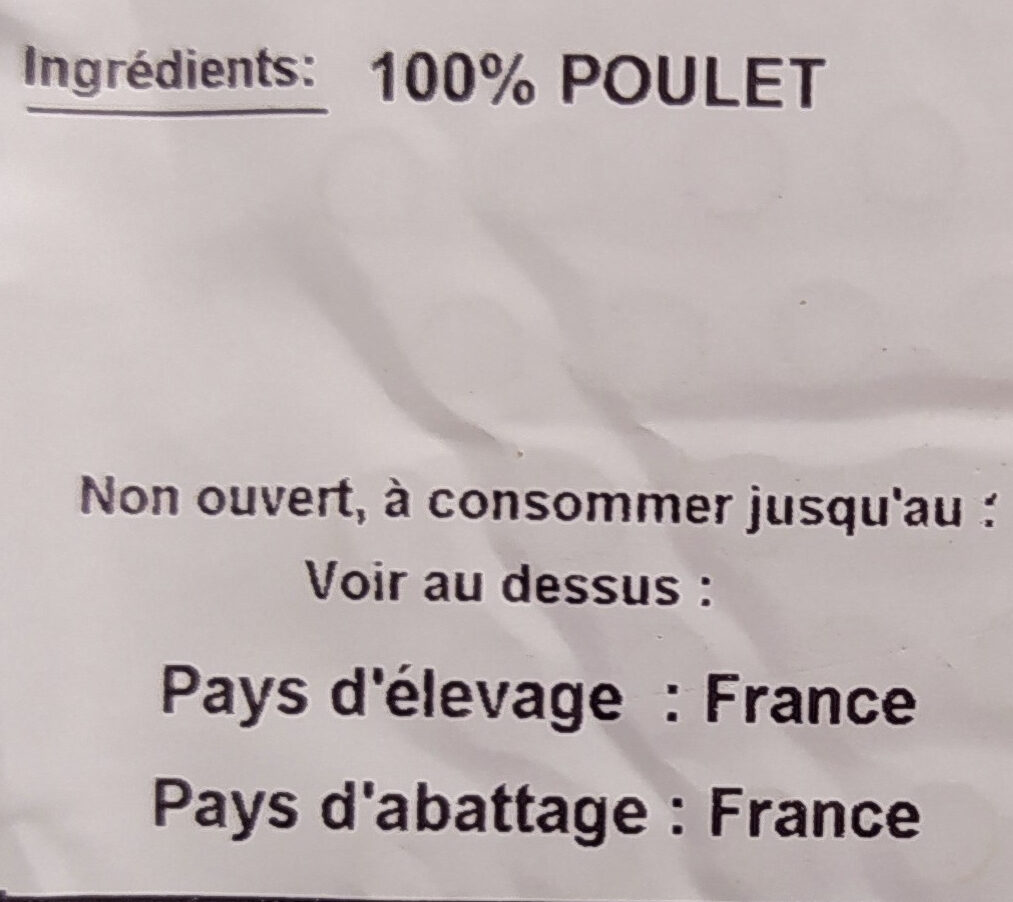 Ingrédients: 100% POULET
Non ouvert, à consommer jusqu'au :
Voir au dessus :
Pays d'élevage : France
Pays d'abattage : France